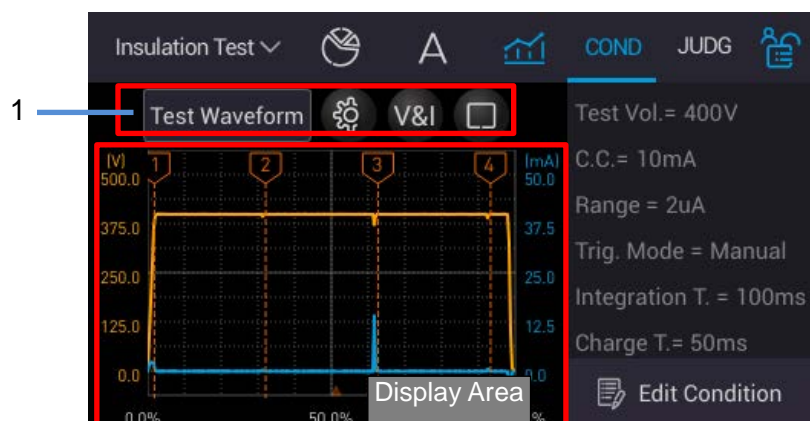 Insulation Test A COND JUDG
1
Test Waveform V&I
Test Vol.= 400V
C.C.= 10mA
Range = 2uA
Trig. Mode = Manual
Integration T. = 100ms
Charge T.= 50ms
Edit Condition
[V] 1 2 3 4 [mA]
500.0 50.0
375.0 37.5
250.0 25.0
125.0 12.5
0.0 0.0
Display Area
0.0% 50.0% %